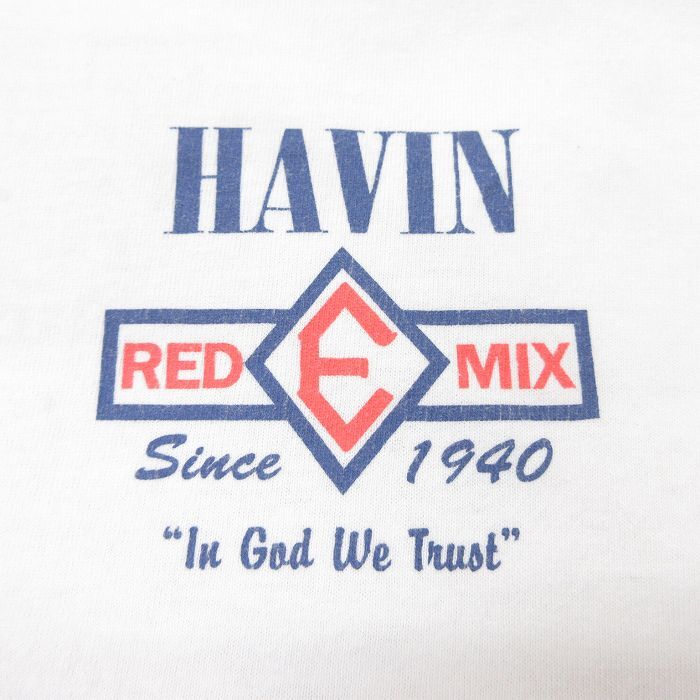 HAVIN
RED E MIX
Since 1940
“In God We Trust”